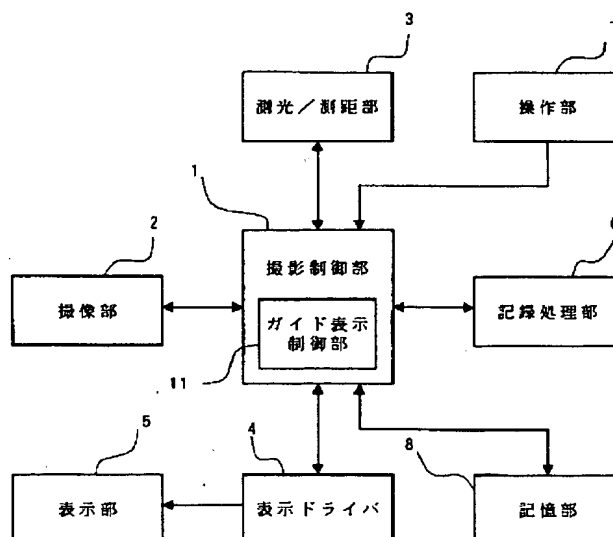 3
測光/測距部
操作部
1
2
撮影制御部
撮像部
記録処理部
ガイド表示
制御部
11
5
4
8
表示部
表示ドライバ
記憶部